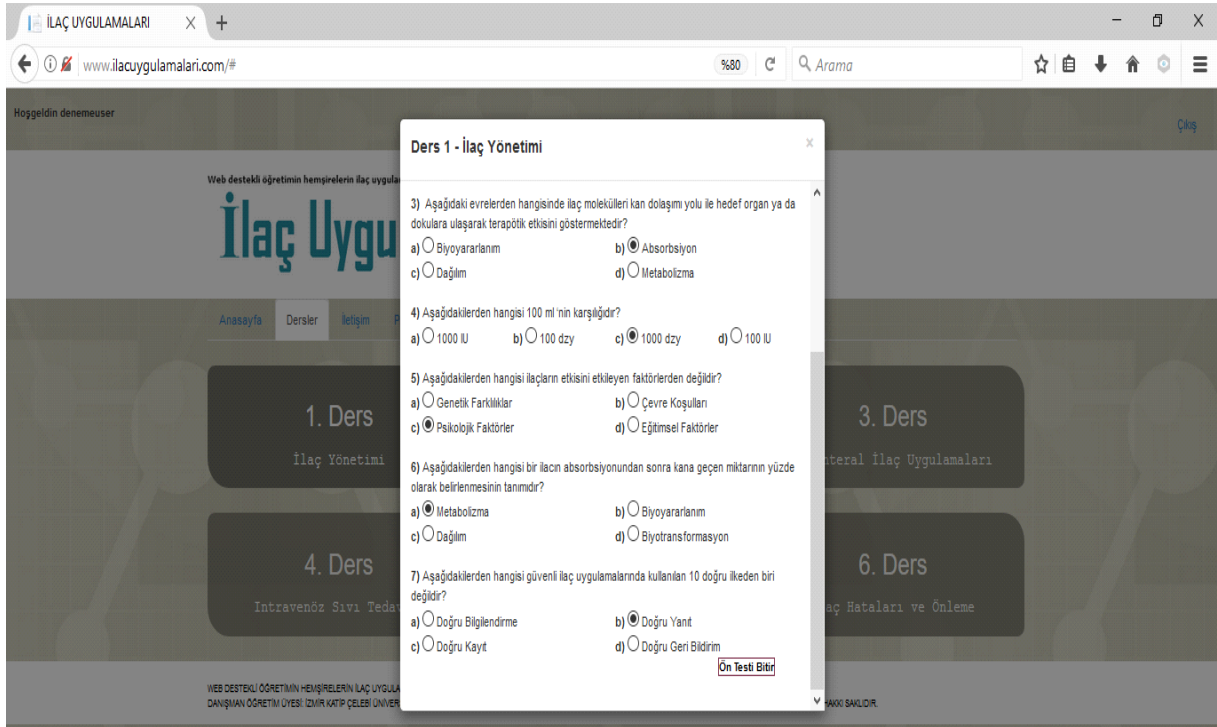 İLAÇ UYGULAMALARI
www.ilacuygulamalari.com/#
%80
Arama
Hoşgeldin denemeuser
Çıkış
Web destekli öğretimin hemşirelerin ilaç
İlaç Uygu
Anasayfa Dersler İletişim
1. Ders
İlaç Yönetimi
3. Ders
İlaç Uygulamaları
4. Ders
Intravenöz Sıvı
6. Ders
Hataları ve Önleme
Ders 1 - İlaç Yönetimi
3) Aşağıdaki evrelerden hangisinde ilaç molekülleri kan dolaşımı yolu ile hedef organ ya da
dokulara ulaşarak terapötik etkisini göstermektedir?
a) Biyoyararlanım b) Absorbsiyon
c) Dağılım d) Metabolizma
4) Aşağıdakilerden hangisi 100 ml 'nin karşılığıdır?
a) 1000 IU b) 100 dzy c) 1000 dzy d) 100 IU
5) Aşağıdakilerden hangisi ilaçların etkisini etkileyen faktörlerden değildir?
a) Genetik Farklılıklar b) Çevre Koşulları
c) Psikolojik Faktörler d) Eğitimsel Faktörler
6) Aşağıdakilerden hangisi bir ilacın absorbsiyonundan sonra kana geçen miktarının yüzde
olarak belirlenmesinin tanımıdır?
a) Metabolizma b) Biyoyararlanım
c) Dağılım d) Biyotransformasyon
7) Aşağıdakilerden hangisi güvenli ilaç uygulamalarında kullanılan 10 doğru ilkeden biri
değildir?
a) Doğru Bilgilendirme b) Doğru Yanıt
c) Doğru Kayıt d) Doğru Geri Bildirim
Ön Testi Bitir
WEB DESTEKLİ ÖĞRETİMİN HEMŞİRELERİN İLAÇ
DANIŞMAN ÖĞRETİM ÜYESİ: İZMİR KATİP ÇELEBİ
HAKKI SAKLIDIR.